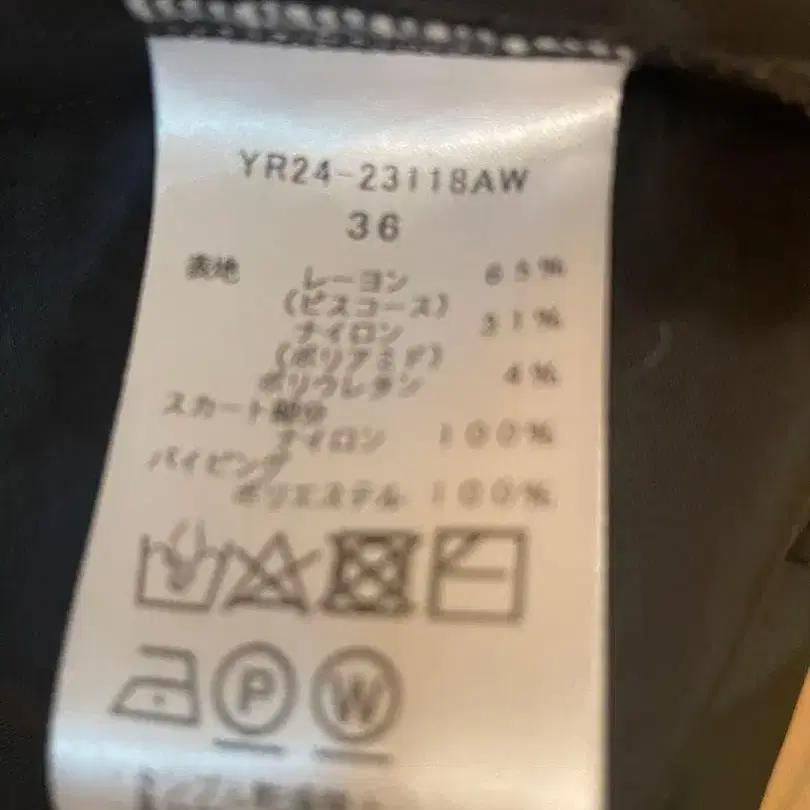 YR24-23118AW
36
表地 レーヨン 65%
(ビスコース)
ナイロン 31%
(ポリアミド)
ポリウレタン 4%
スカート部分
ナイロン 100%
パイピング
ポリエステル 100%
P W